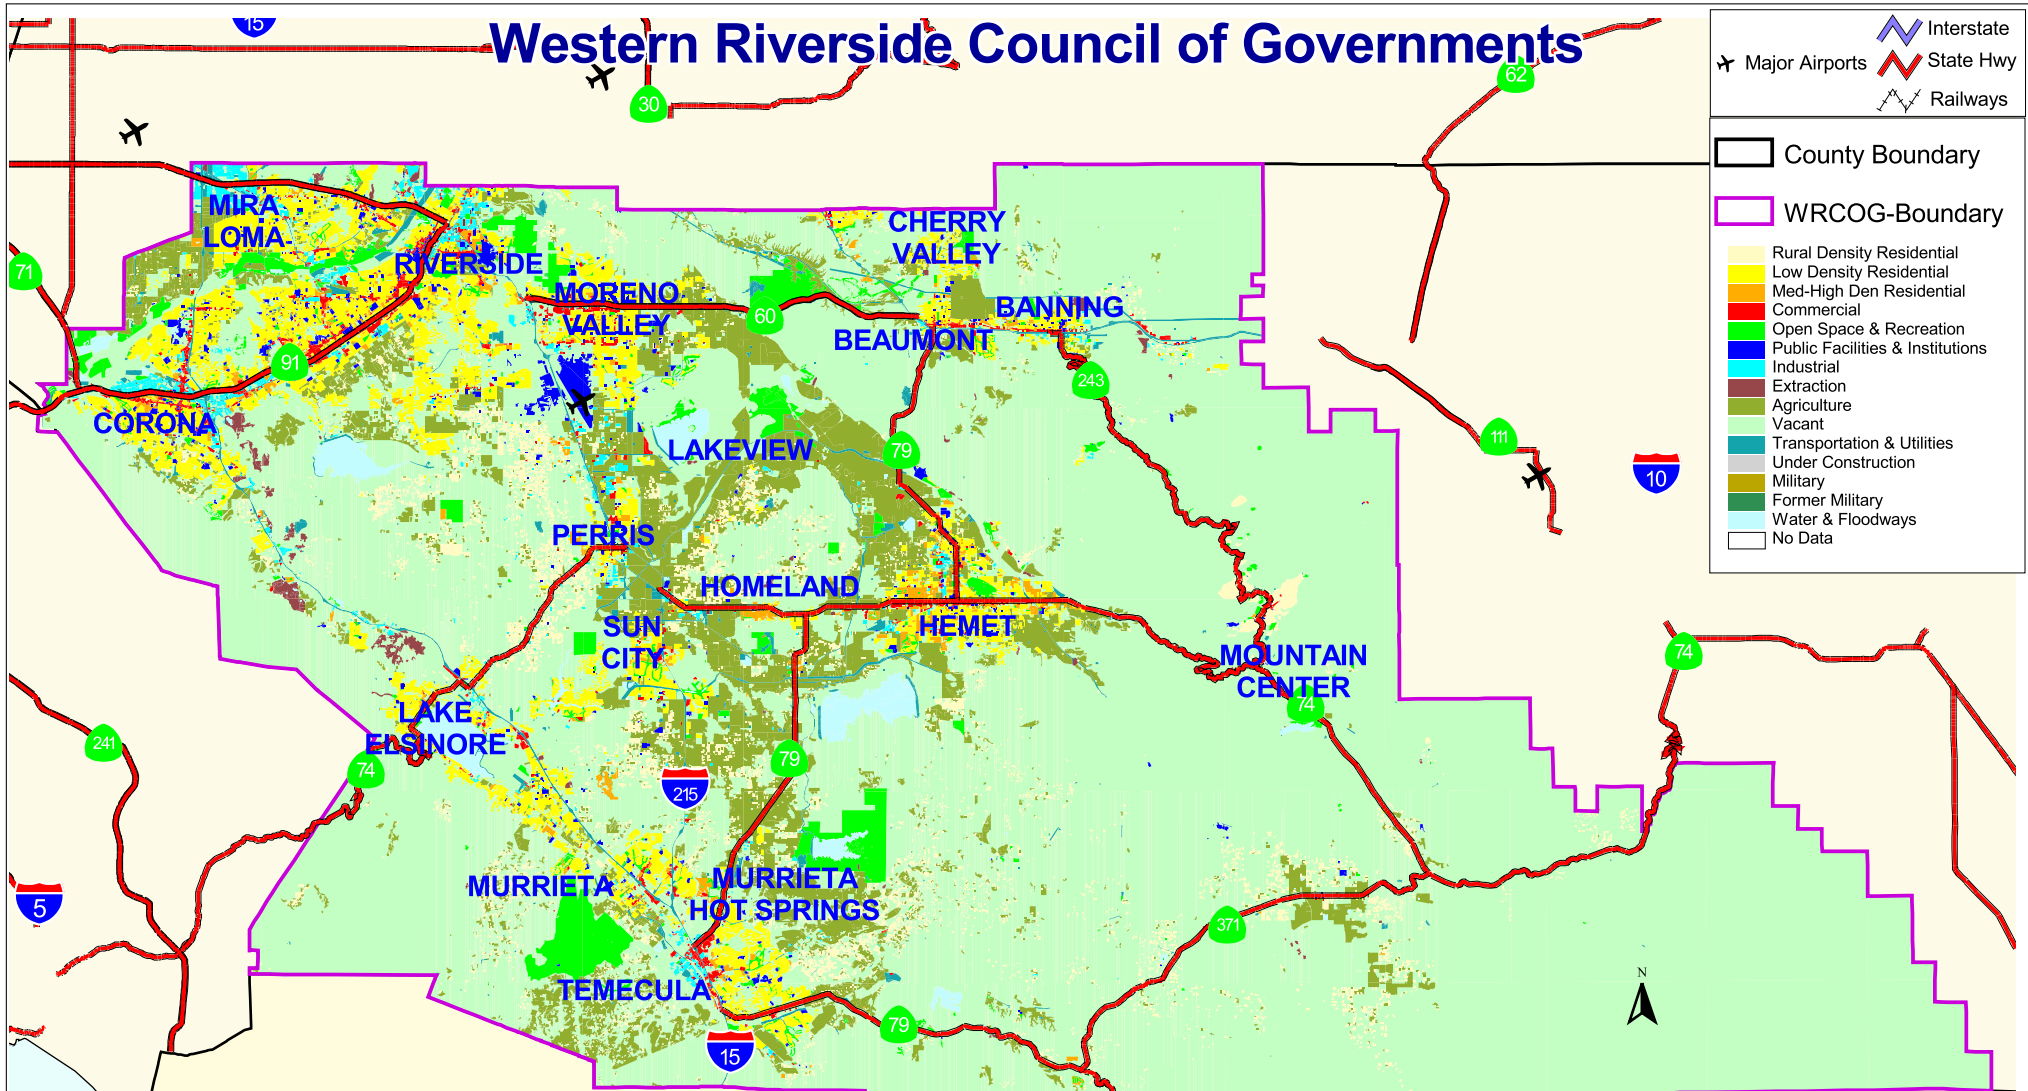 Western Riverside Council of Governments
15
30
62
Major Airports
Interstate
State Hwy
Railways
County Boundary
WRCOG-Boundary
Rural Density Residential
Low Density Residential
Med-High Den Residential
Commercial
Open Space & Recreation
Public Facilities & Institutions
Industrial
Extraction
Agriculture
Vacant
Transportation & Utilities
Under Construction
Military
Former Military
Water & Floodways
No Data
MIRA
LOMA
CHERRY
VALLEY
71
RIVERSIDE
MORENO
VALLEY
60
BANNING
BEAUMONT
91
243
CORONA
LAKEVIEW
79
111
10
PERRIS
HOMELAND
SUN
CITY
HEMET
MOUNTAIN
CENTER
74
74
LAKE
ELSINORE
241
74
79
215
MURRIETA
MURRIETA
HOT SPRINGS
5
371
TEMECULA
N
79
15